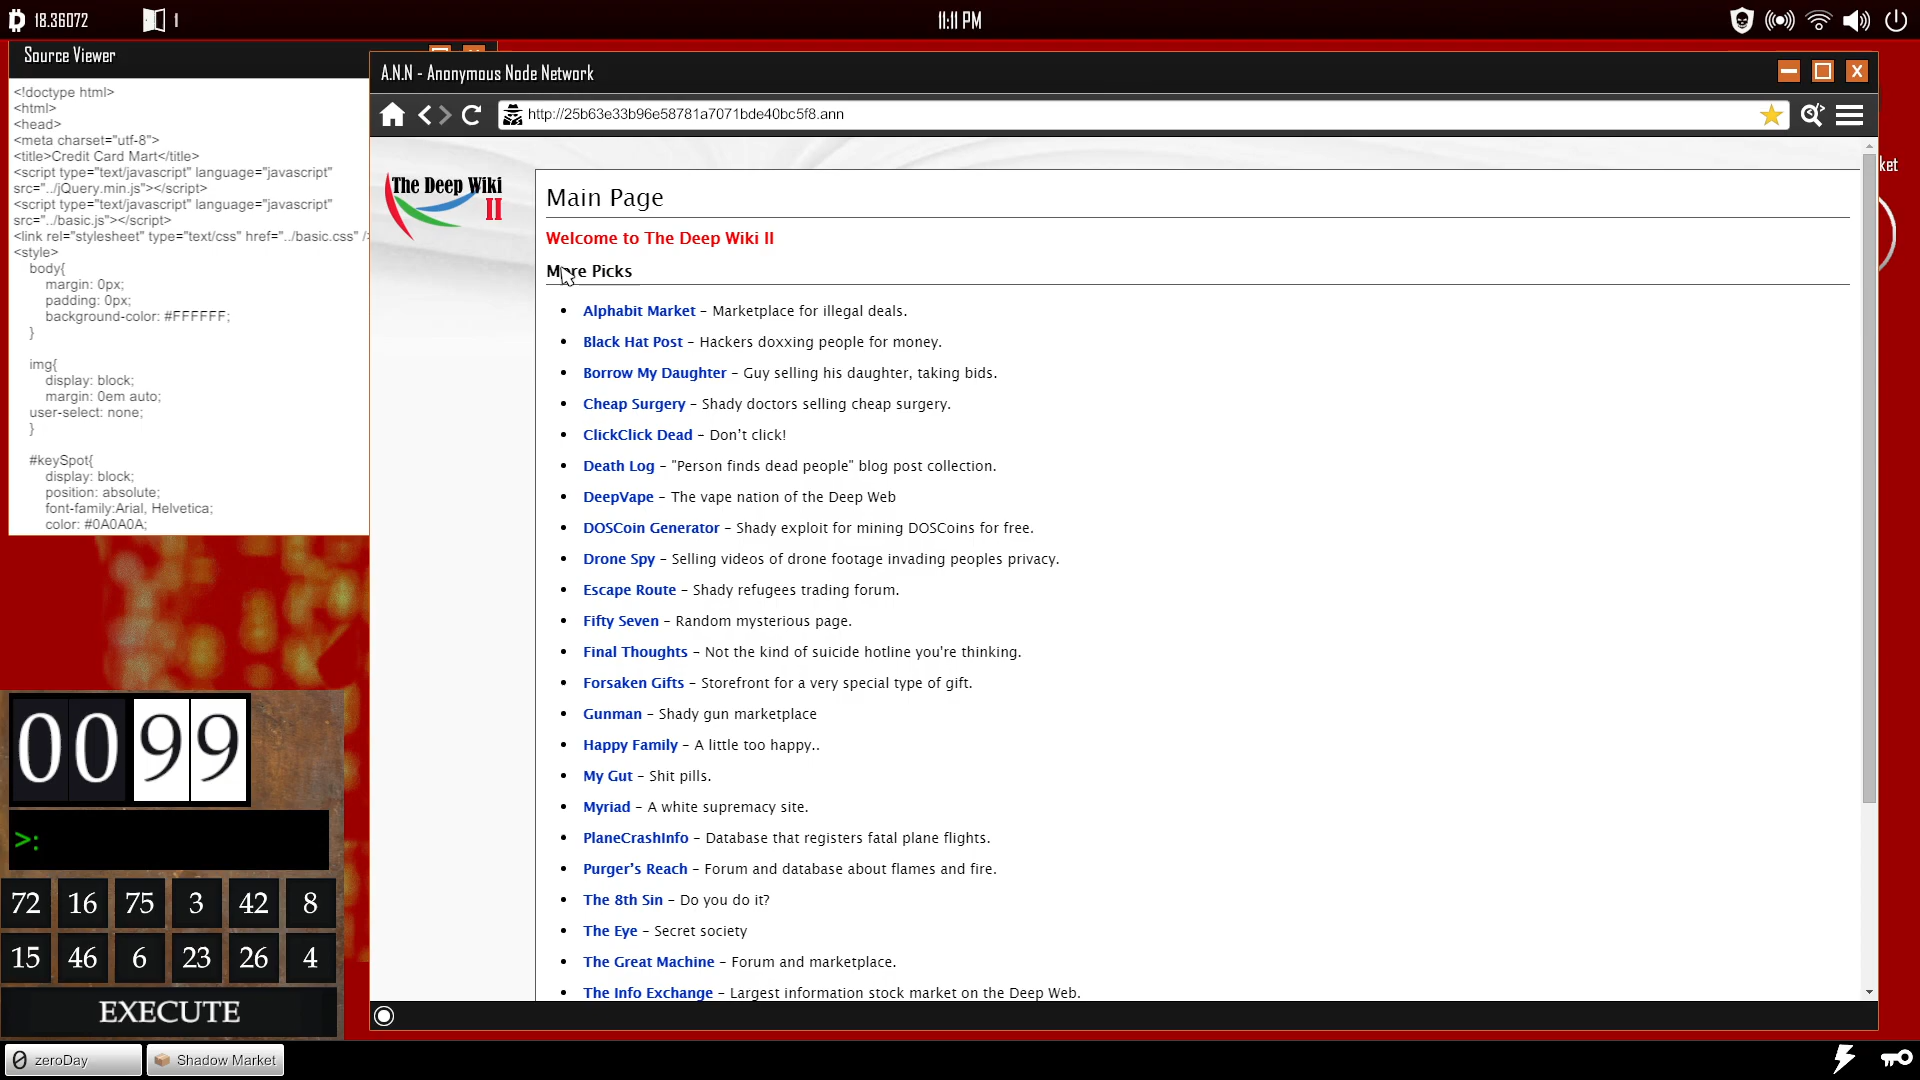 18.36072
1
11:11 PM
Source Viewer
<!doctype html>
<html>
<head>
<meta charset="utf-8">
<title>Credit Card Mart</title>
<script type="text/javascript" language="javascript"
src="../jQuery.min.js"></script>
<script type="text/javascript" language="javascript"
src="../basic.js"></script>
<link rel="stylesheet" type="text/css" href="../basic.css" />
<style>
body{
margin: 0px;
padding: 0px;
background-color: #FFFFFF;
}
img{
display: block;
margin: 0em auto;
user-select: none;
}
#keySpot{
display: block;
position: absolute;
font-family:Arial, Helvetica;
color: #0A0A0A;
A.N.N - Anonymous Node Network
http://25b63e33b96e58781a7071bde40bc5f8.ann
The Deep Wiki
II
Main Page
Welcome to The Deep Wiki II
More Picks
• Alphabit Market – Marketplace for illegal deals.
• Black Hat Post – Hackers doxxing people for money.
• Borrow My Daughter – Guy selling his daughter, taking bids.
• Cheap Surgery – Shady doctors selling cheap surgery.
• ClickClick Dead – Don't click!
• Death Log – "Person finds dead people" blog post collection.
• DeepVape – The vape nation of the Deep Web
• DOSCoin Generator – Shady exploit for mining DOSCoins for free.
• Drone Spy – Selling videos of drone footage invading peoples privacy.
• Escape Route – Shady refugees trading forum.
• Fifty Seven – Random mysterious page.
• Final Thoughts – Not the kind of suicide hotline you're thinking.
• Forsaken Gifts – Storefront for a very special type of gift.
• Gunman – Shady gun marketplace
• Happy Family – A little too happy..
• My Gut – Shit pills.
• Myriad – A white supremacy site.
• PlaneCrashInfo – Database that registers fatal plane flights.
• Purger's Reach – Forum and database about flames and fire.
• The 8th Sin – Do you do it?
• The Eye – Secret society
• The Great Machine – Forum and marketplace.
• The Info Exchange – Largest information stock market on the Deep Web.
ket
0099
>:
72 16 75 3 42 8
15 46 6 23 26 4
EXECUTE
zeroDay
Shadow Market